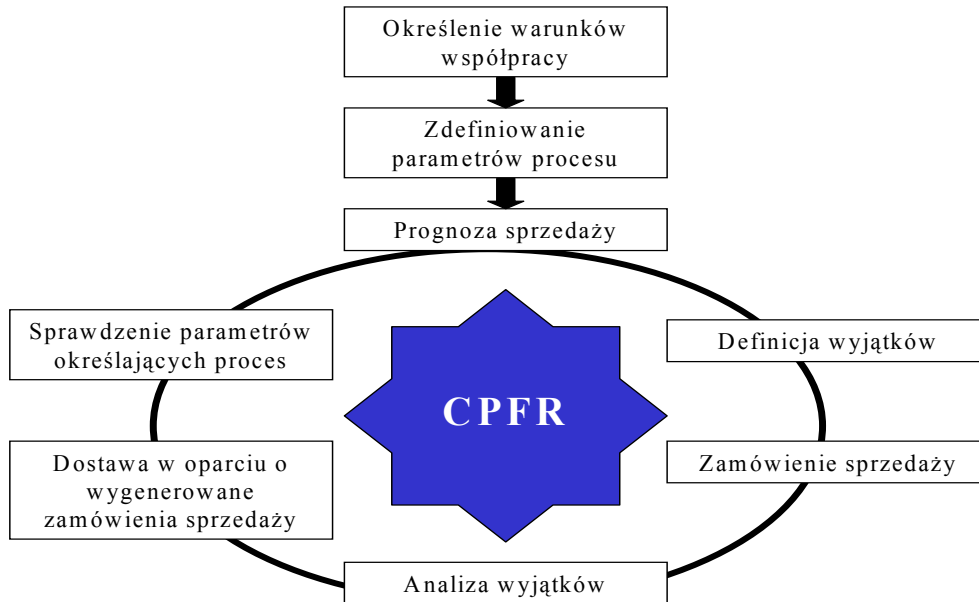 Określenie warunków
współpracy
Zdefiniowanie
parametrów procesu
Prognoza sprzedaży
Definicja wyjątków
Zamówienie sprzedaży
Analiza wyjątków
Dostawa w oparciu o
wygenerowane
zamówienia sprzedaży
Sprawdzenie parametrów
określających proces
CPFR